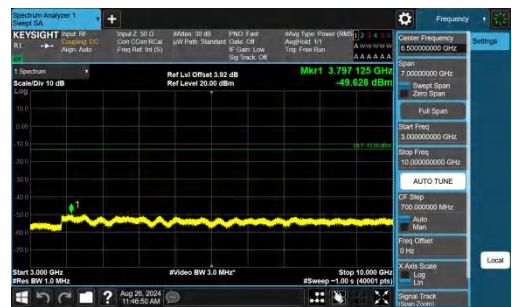 Spectrum Analyzer 1
Swept SA
+
Frequency
KEYSIGHT
Input: RF
Coupling: DC
Align: Auto
Input Z: 50 Ω
Corr CCorr RCal
Freq Ref: Int (S)
#Atten: 30 dB
µW Path: Standard
PNO: Fast
Gate: Off
IF Gain: Low
Sig Track: Off
#Avg Type: Power (RMS)
Avg|Hold: 1/1
Trig: Free Run
1 Spectrum
Scale/Div 10 dB
Log
Ref Lvl Offset 3.92 dB
Ref Level 20.00 dBm
Mkr1 3.797 125 GHz
-49.628 dBm
10.0
0.00
-10.0
-20.0
-30.0
-40.0
-50.0
-60.0
-70.0
1
Start 3.000 GHz
#Res BW 1.0 MHz
#Video BW 3.0 MHz*
Stop 10.000 GHz
#Sweep ~1.00 s (40001 pts)
Center Frequency
6.500000000 GHz
Settings
Span
7.00000000 GHz
Swept Span
Zero Span
Full Span
Start Freq
3.000000000 GHz
Stop Freq
10.000000000 GHz
AUTO TUNE
CF Step
700.000000 MHz
Auto
Man
Freq Offset
0 Hz
X Axis Scale
Log
Lin
Local
Signal Track
(Span Zoom)
Aug 26, 2024
11:46:50 AM